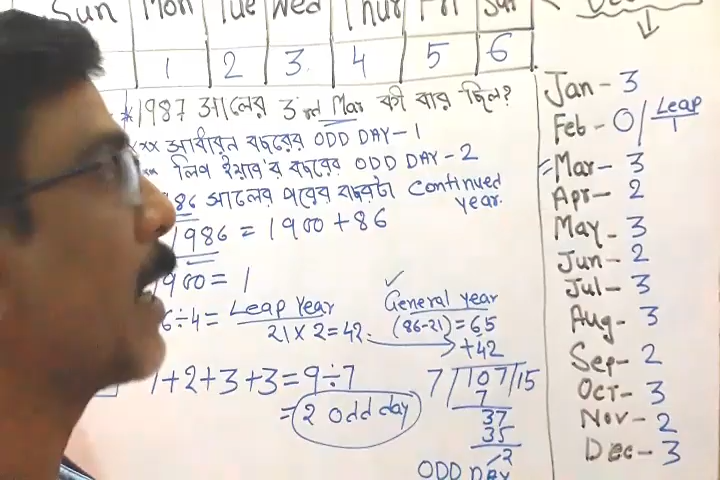 Sun Mon Tue Wed Thur Fri Sat
1 2 3 4 5 6
*1987 সালের 3rd Mar কী বার ছিল?
xx সাধারন বছরের ODD DAY-1
লিপ ইয়ার'র বছরের ODD DAY-2
86 সালের পরের বছরটা Continued year.
1986 = 1900 + 86
1900 = 1
6÷4 = Leap year
21 x 2 = 42
General year
(86-21) = 65
+42
1+2+3+3 = 9÷7
= 2 odd day
7 107 15
7
37
35
2
ODD DAY
Jan - 3
Feb - 0/ Leap 1
=Mar - 3
Apr - 2
May - 3
Jun - 2
Jul - 3
Aug - 3
Sep - 2
Oct - 3
Nov - 2
Dec - 3